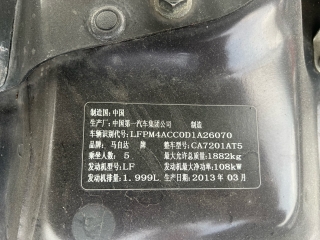 制造国: 中国
生产厂: 中国第一汽车集团公司 制造
车辆识别代号: LFPM4ACC0D1A26070
品牌: 马自达 牌 整车型号: CA7201AT5
乘坐人数: 5 最大允许总质量: 1882kg
发动机型号: LF 发动机最大净功率: 108kW
发动机排量: 1.999L 生产日期: 2013年03月